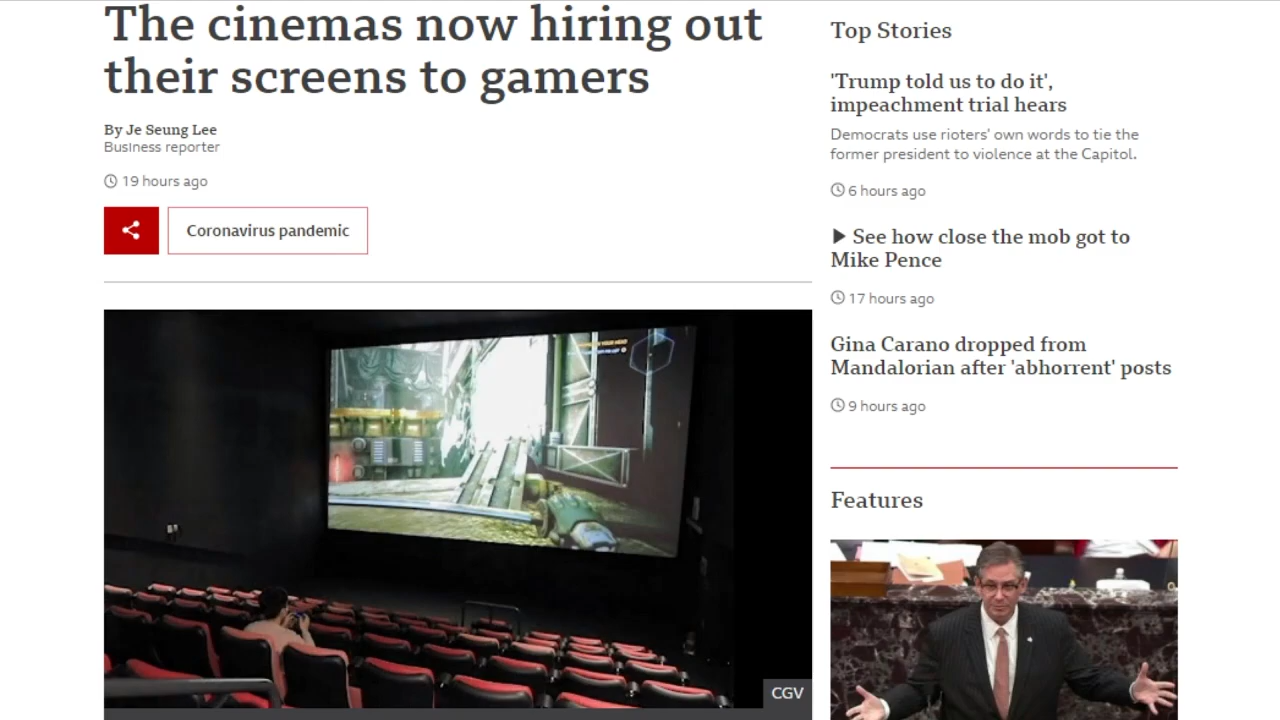 The cinemas now hiring out
their screens to gamers
By Je Seung Lee
Business reporter
19 hours ago
Coronavirus pandemic
CGV
Top Stories
'Trump told us to do it',
impeachment trial hears
Democrats use rioters' own words to tie the
former president to violence at the Capitol.
6 hours ago
See how close the mob got to
Mike Pence
17 hours ago
Gina Carano dropped from
Mandalorian after 'abhorrent' posts
9 hours ago
Features